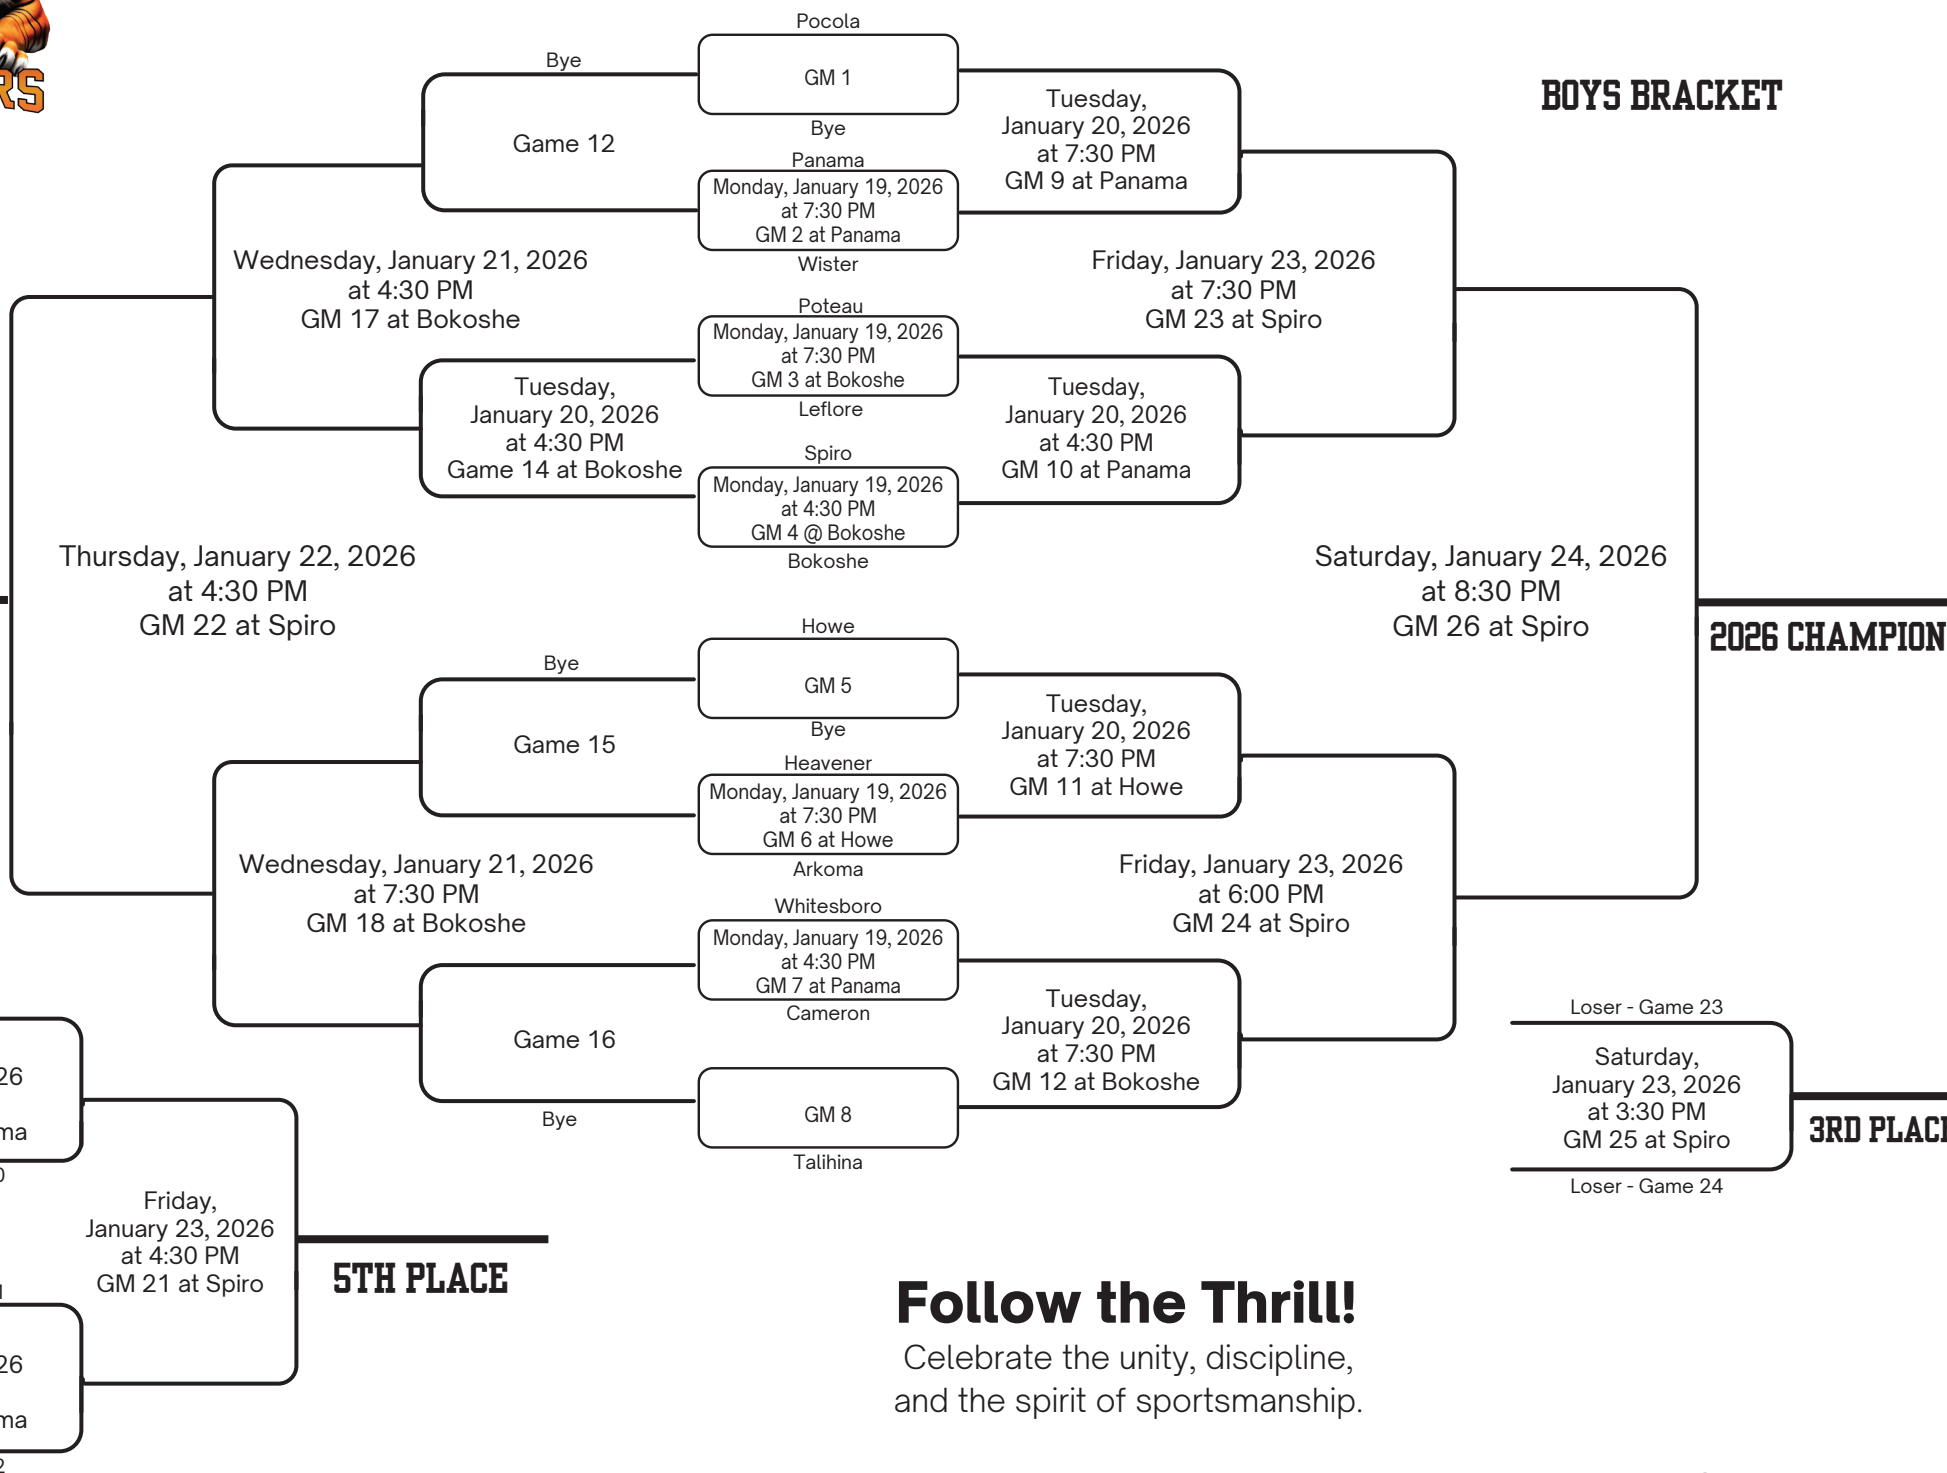 RS
BOYS BRACKET
Pocola
Bye
GM 1
Bye
Game 12
Panama
Monday, January 19, 2026
at 7:30 PM
GM 2 at Panama
Wister
Tuesday,
January 20, 2026
at 7:30 PM
GM 9 at Panama
Wednesday, January 21, 2026
at 4:30 PM
GM 17 at Bokoshe
Friday, January 23, 2026
at 7:30 PM
GM 23 at Spiro
Poteau
Monday, January 19, 2026
at 7:30 PM
GM 3 at Bokoshe
Leflore
Tuesday,
January 20, 2026
at 4:30 PM
Game 14 at Bokoshe
Tuesday,
January 20, 2026
at 4:30 PM
GM 10 at Panama
Spiro
Monday, January 19, 2026
at 4:30 PM
GM 4 @ Bokoshe
Bokoshe
Thursday, January 22, 2026
at 4:30 PM
GM 22 at Spiro
Saturday, January 24, 2026
at 8:30 PM
GM 26 at Spiro
2026 CHAMPION
Howe
Bye
GM 5
Bye
Game 15
Tuesday,
January 20, 2026
at 7:30 PM
GM 11 at Howe
Heavener
Monday, January 19, 2026
at 7:30 PM
GM 6 at Howe
Arkoma
Wednesday, January 21, 2026
at 7:30 PM
GM 18 at Bokoshe
Friday, January 23, 2026
at 6:00 PM
GM 24 at Spiro
Whitesboro
Monday, January 19, 2026
at 4:30 PM
GM 7 at Panama
Cameron
Game 16
Bye
Tuesday,
January 20, 2026
at 7:30 PM
GM 12 at Bokoshe
GM 8
Talihina
Loser - Game 23
Saturday,
January 23, 2026
at 3:30 PM
GM 25 at Spiro
Loser - Game 24
3RD PLACE
26
ma
0
Friday,
January 23, 2026
at 4:30 PM
GM 21 at Spiro
5TH PLACE
26
ma
2
Follow the Thrill!
Celebrate the unity, discipline,
and the spirit of sportsmanship.